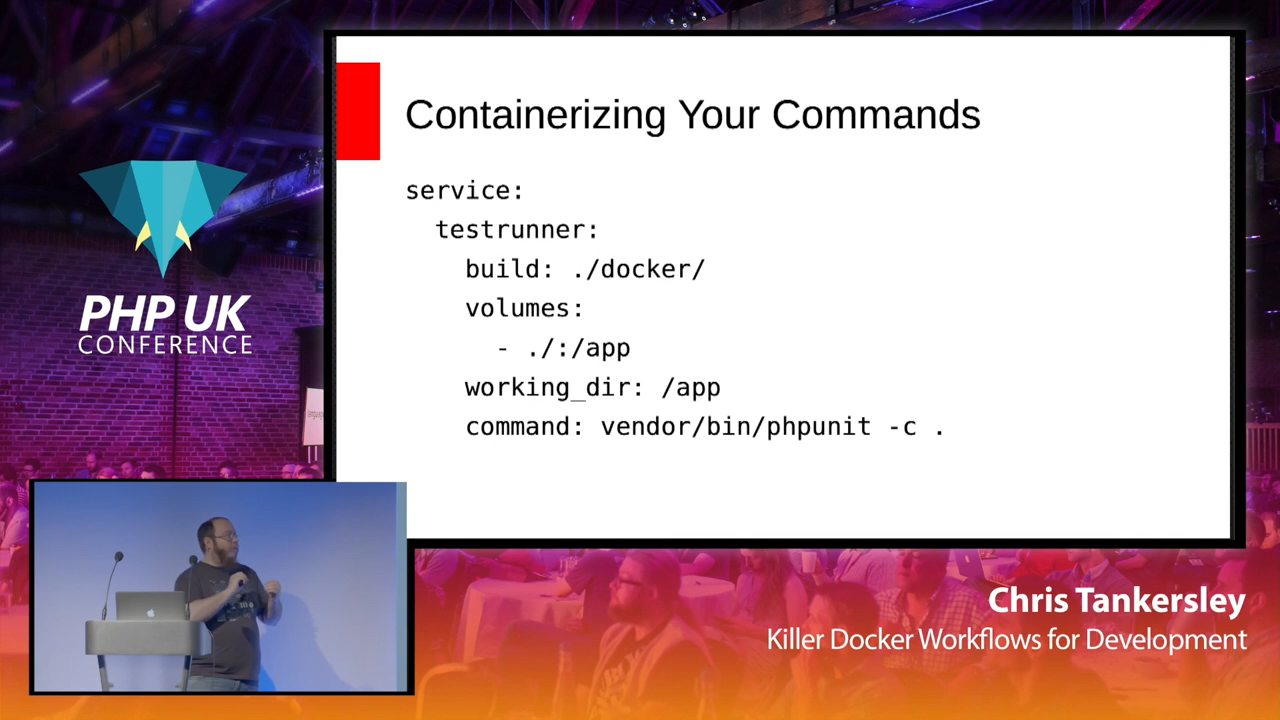 Containerizing Your Commands
service:
testrunner:
build: ./docker/
volumes:
- ./:/app
working_dir: /app
command: vendor/bin/phpunit -c .
PHP UK
CONFERENCE
Chris Tankersley
Killer Docker Workflows for Development